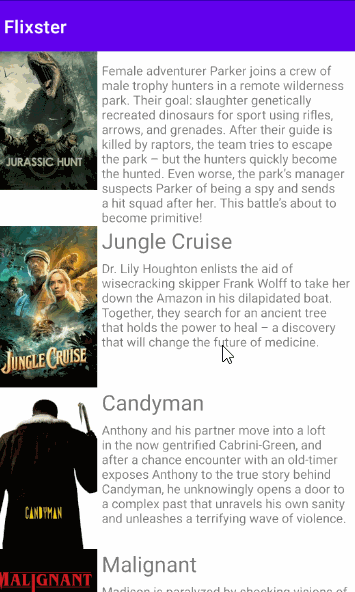 Flixster
JURASSIC HUNT
Female adventurer Parker joins a crew of
male trophy hunters in a remote wilderness
park. Their goal: slaughter genetically
recreated dinosaurs for sport using rifles,
arrows, and grenades. After their guide is
killed by raptors, the team tries to escape
the park – but the hunters quickly become
the hunted. Even worse, the park's manager
suspects Parker of being a spy and sends
a hit squad after her. This battle's about to
become primitive!
JUNGLE CRUISE
Jungle Cruise
Dr. Lily Houghton enlists the aid of
wisecracking skipper Frank Wolff to take her
down the Amazon in his dilapidated boat.
Together, they search for an ancient tree
that holds the power to heal – a discovery
that will change the future of medicine.
CANDYMAN
Candyman
Anthony and his partner move into a loft
in the now gentrified Cabrini-Green, and
after a chance encounter with an old-timer
exposes Anthony to the true story behind
Candyman, he unknowingly opens a door to
a complex past that unravels his own sanity
and unleashes a terrifying wave of violence.
MALIGNANT
Malignant
Madison is paralyzed by shocking visions of